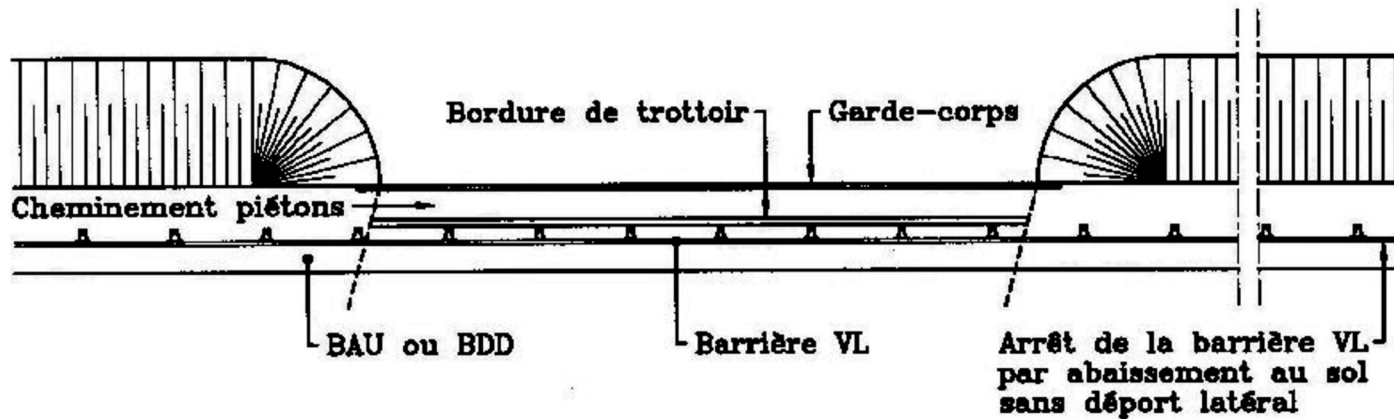 Bordure de trottoir
Garde-corps
Cheminement piétons
BAU ou BDD
Barrière VL
Arrêt de la barrière VL
par abaissement au sol
sans déport latéral